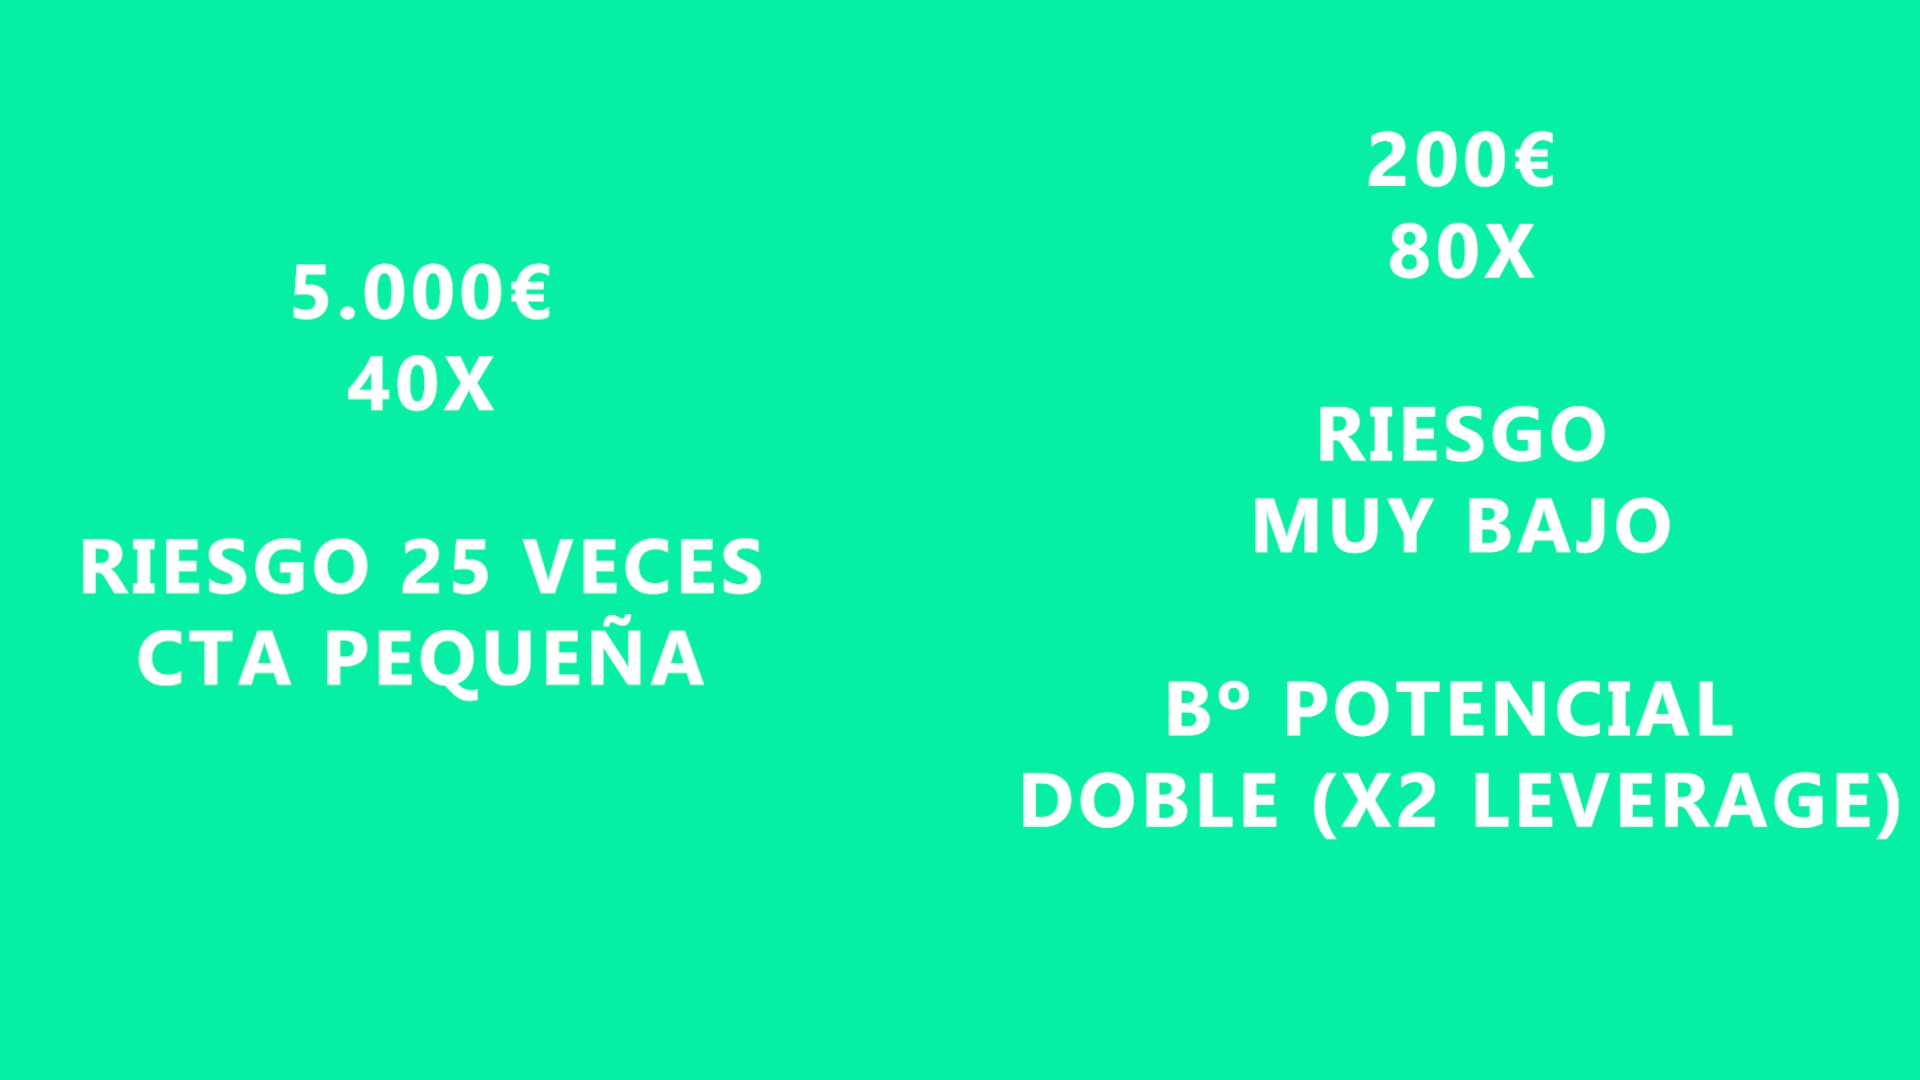 5.000€
40X
RIESGO 25 VECES
CTA PEQUEÑA
200€
80X
RIESGO
MUY BAJO
Bº POTENCIAL
DOBLE (X2 LEVERAGE)